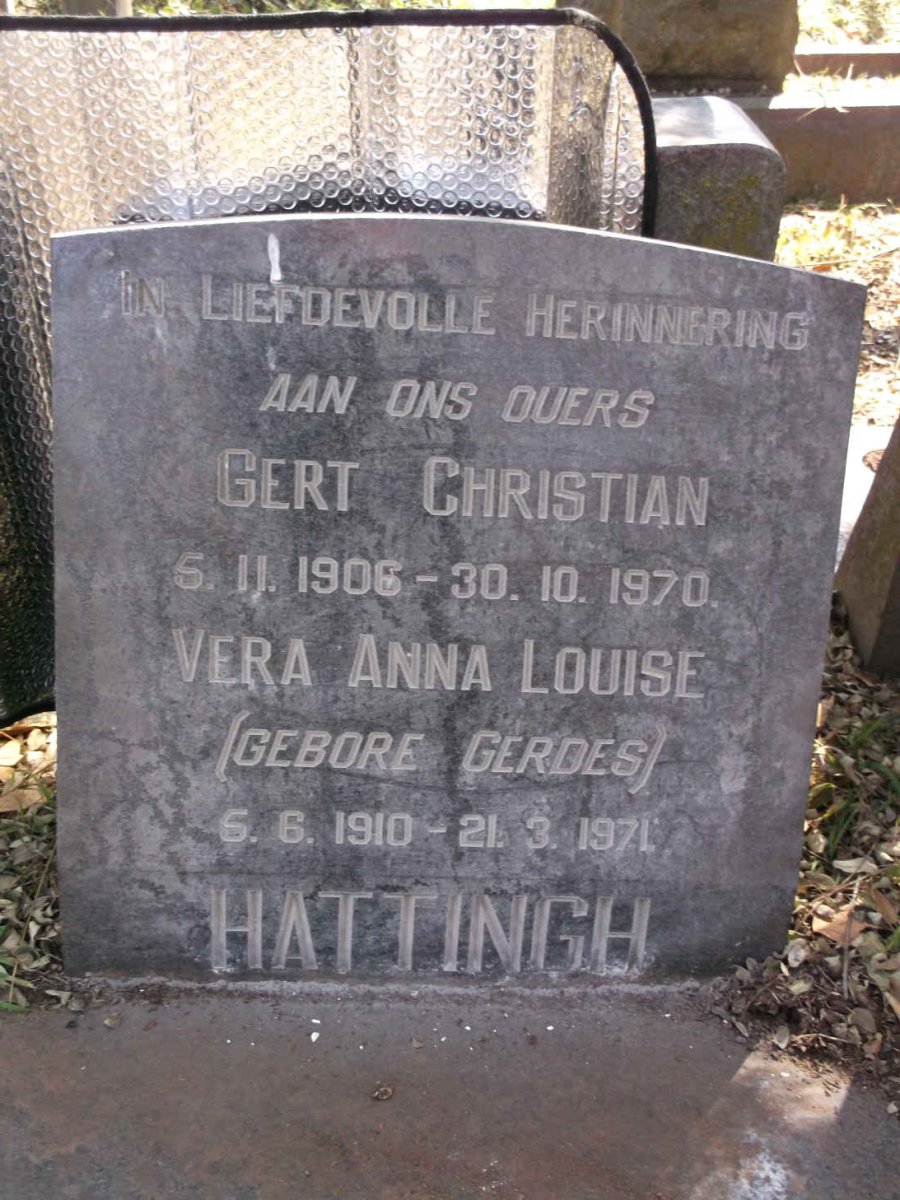 IN LIEFDEVOLLE HERINNERING
AAN ONS OUERS
GERT CHRISTIAN
5. 11. 1906 - 30. 10. 1970.
VERA ANNA LOUISE
(GEBORE GERDES)
5. 6. 1910 - 21. 3. 1971.
HATTINGH